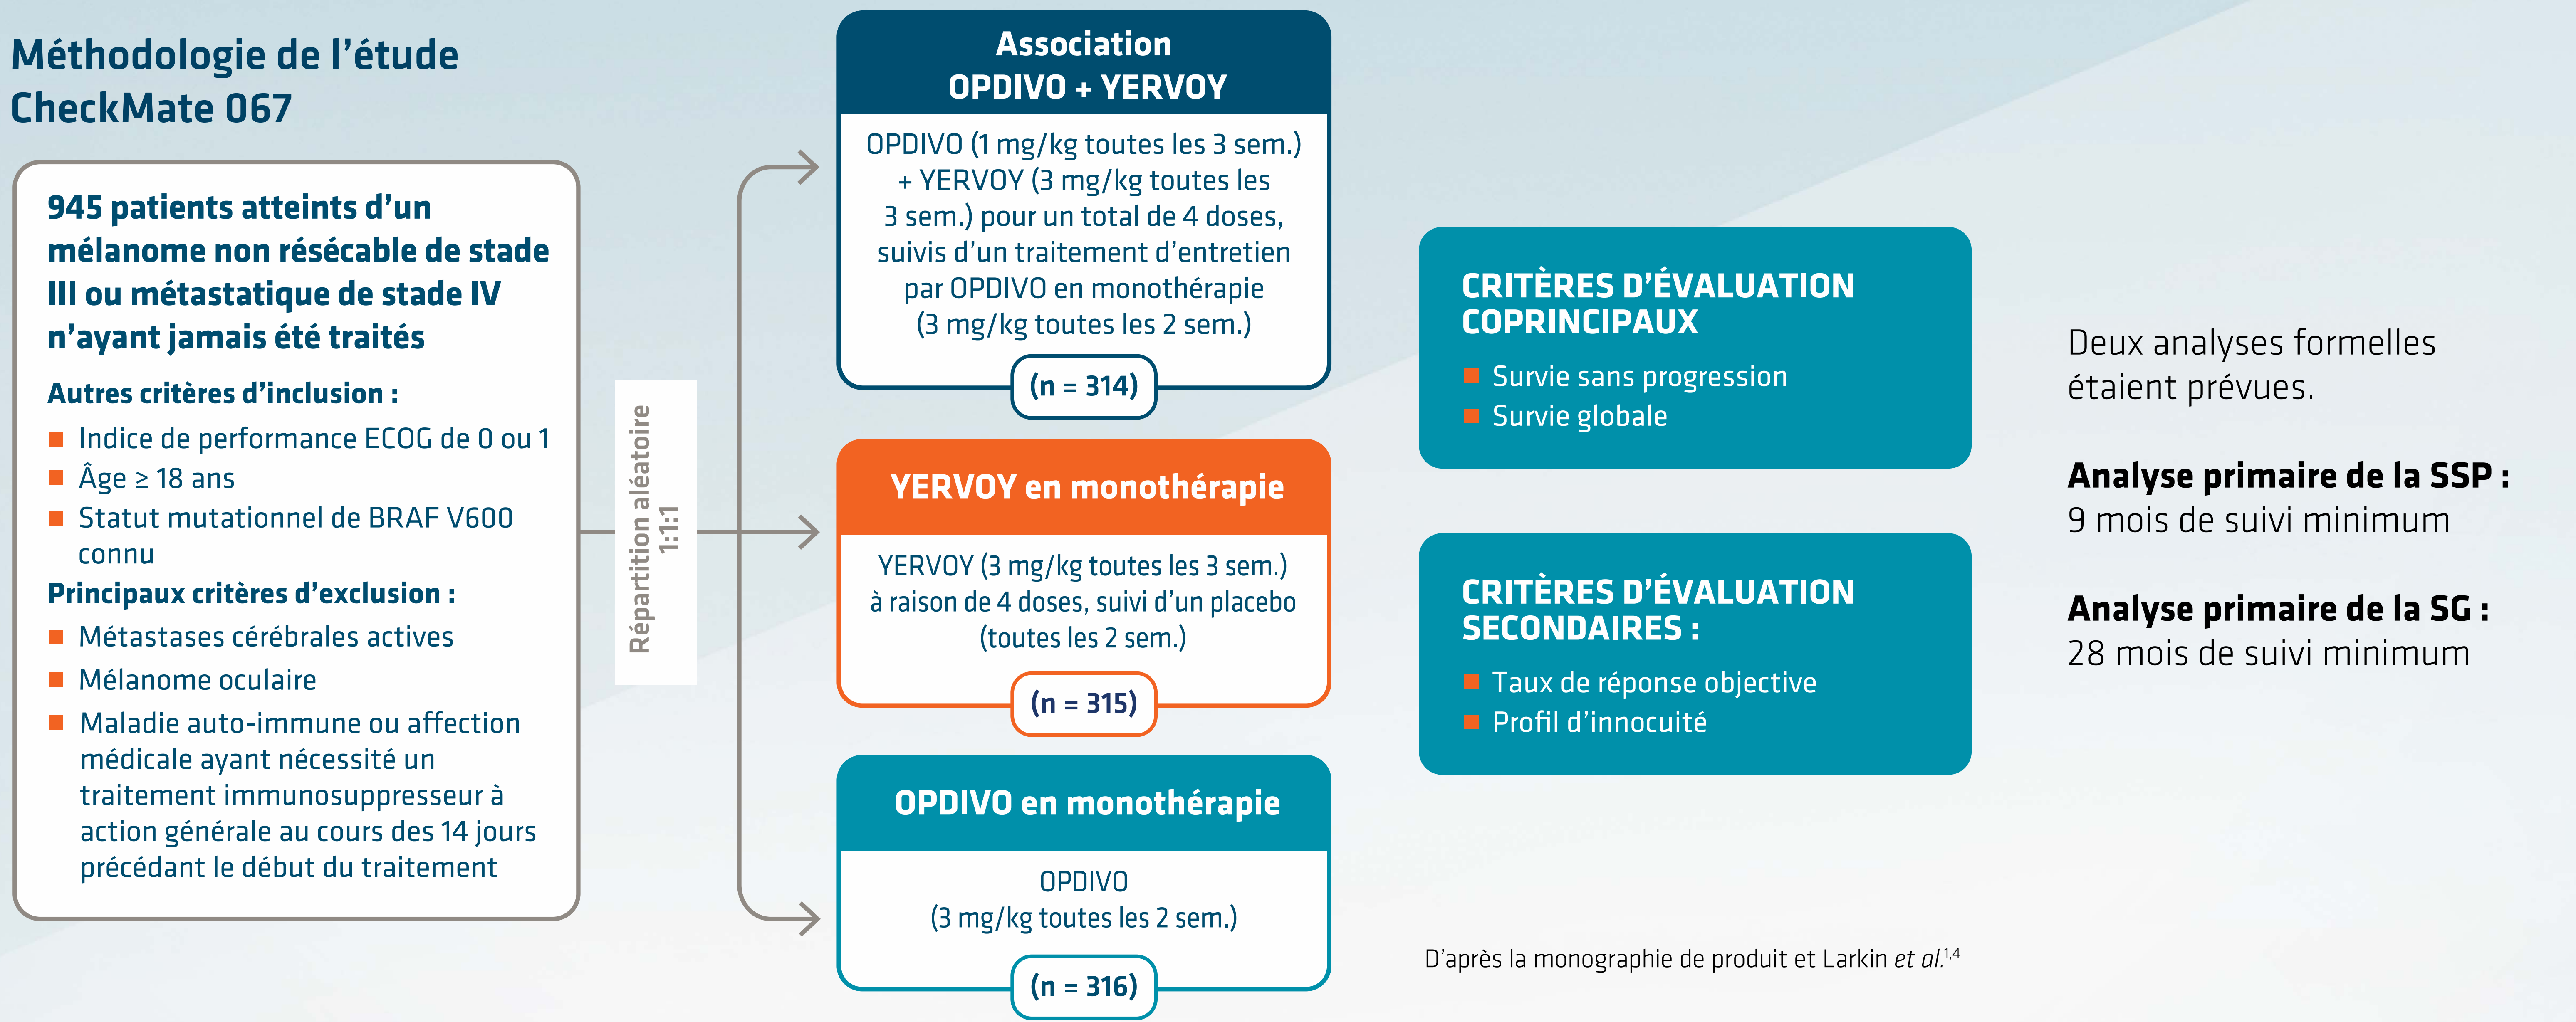 Méthodologie de l’étude
CheckMate 067
945 patients atteints d’un
mélanome non résécable de stade
III ou métastatique de stade IV
n’ayant jamais été traités
Autres critères d’inclusion :
Indice de performance ECOG de 0 ou 1
Âge ≥ 18 ans
Statut mutationnel de BRAF V600
connu
Principaux critères d’exclusion :
Métastases cérébrales actives
Mélanome oculaire
Maladie auto-immune ou affection
médicale ayant nécessité un
traitement immunosuppresseur à
action générale au cours des 14 jours
précédant le début du traitement
Répartition aléatoire
1:1:1
Association
OPDIVO + YERVOY
OPDIVO (1 mg/kg toutes les 3 sem.)
+ YERVOY (3 mg/kg toutes les
3 sem.) pour un total de 4 doses,
suivis d’un traitement d’entretien
par OPDIVO en monothérapie
(3 mg/kg toutes les 2 sem.)
(n = 314)
YERVOY en monothérapie
YERVOY (3 mg/kg toutes les 3 sem.)
à raison de 4 doses, suivi d’un placebo
(toutes les 2 sem.)
(n = 315)
OPDIVO en monothérapie
OPDIVO
(3 mg/kg toutes les 2 sem.)
(n = 316)
CRITÈRES D’ÉVALUATION
COPRINCIPAUX
Survie sans progression
Survie globale
CRITÈRES D’ÉVALUATION
SECONDAIRES :
Taux de réponse objective
Profil d’innocuité
D’après la monographie de produit et Larkin et al.1,4
Deux analyses formelles
étaient prévues.
Analyse primaire de la SSP :
9 mois de suivi minimum
Analyse primaire de la SG :
28 mois de suivi minimum